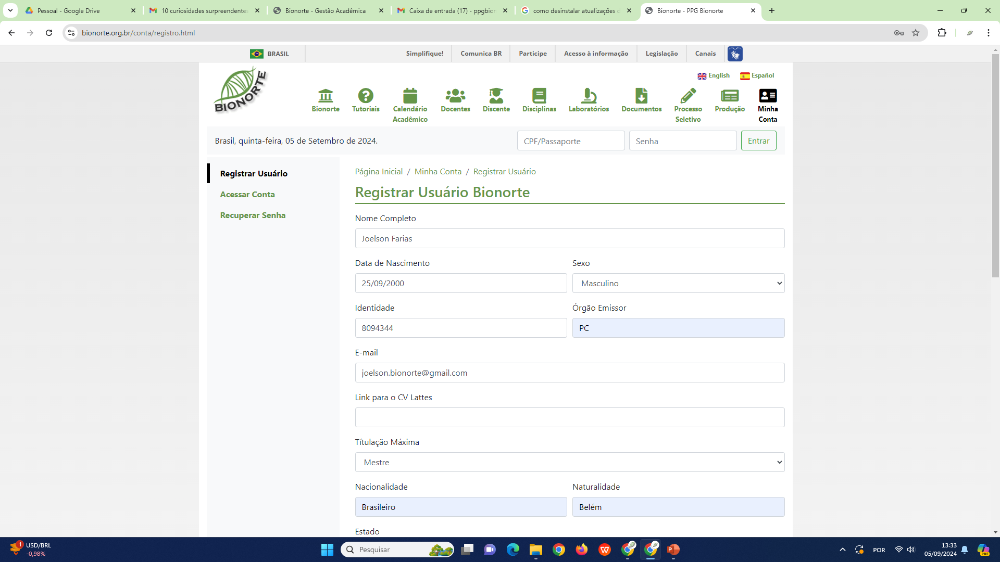 Pessoal - Google Drive
10 curiosidades surpreendentes
Bionorte - Gestão Acadêmica
Caixa de entrada (17) - ppgbion
como desinstalar atualizações d
Bionorte - PPG Bionorte
bionorte.org.br/conta/registro.html
BRASIL
Simplifique!
Comunica BR
Participe
Acesso à informação
Legislação
Canais
BIONORTE
English
Español
Bionorte
Tutoriais
Calendário
Acadêmico
Docentes
Discente
Disciplinas
Laboratórios
Documentos
Processo
Seletivo
Produção
Minha
Conta
Brasil, quinta-feira, 05 de Setembro de 2024.
CPF/Passaporte
Senha
Entrar
Registrar Usuário
Acessar Conta
Recuperar Senha
Página Inicial / Minha Conta / Registrar Usuário
Registrar Usuário Bionorte
Nome Completo
Joelson Farias
Data de Nascimento
Sexo
25/09/2000
Masculino
Identidade
Órgão Emissor
8094344
PC
E-mail
joelson.bionorte@gmail.com
Link para o CV Lattes
Títulação Máxima
Mestre
Nacionalidade
Naturalidade
Brasileiro
Belém
Estado
1
USD/BRL
-0,98%
Pesquisar
POR
13:33
05/09/2024
PRE